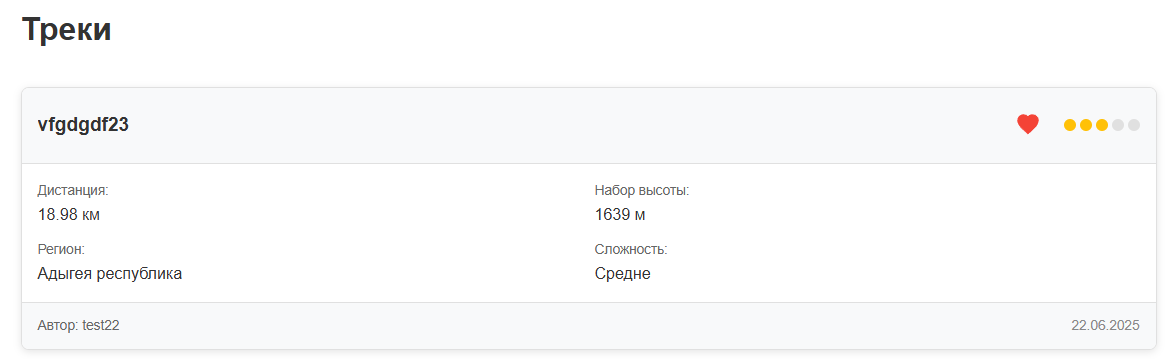 Треки
vfgdgdf23
Дистанция:
18.98 км
Набор высоты:
1639 м
Регион:
Адыгея республика
Сложность:
Средне
Автор: test22
22.06.2025